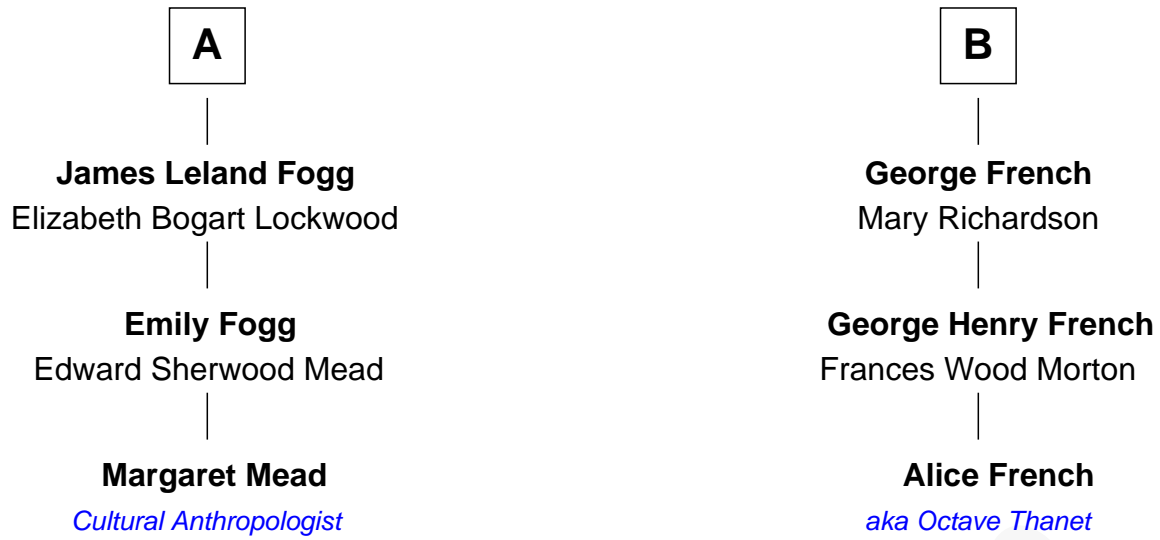 A
James Leland Fogg
Elizabeth Bogart Lockwood
Emily Fogg
Edward Sherwood Mead
Margaret Mead
Cultural Anthropologist
B
George French
Mary Richardson
George Henry French
Frances Wood Morton
Alice French
aka Octave Thanet